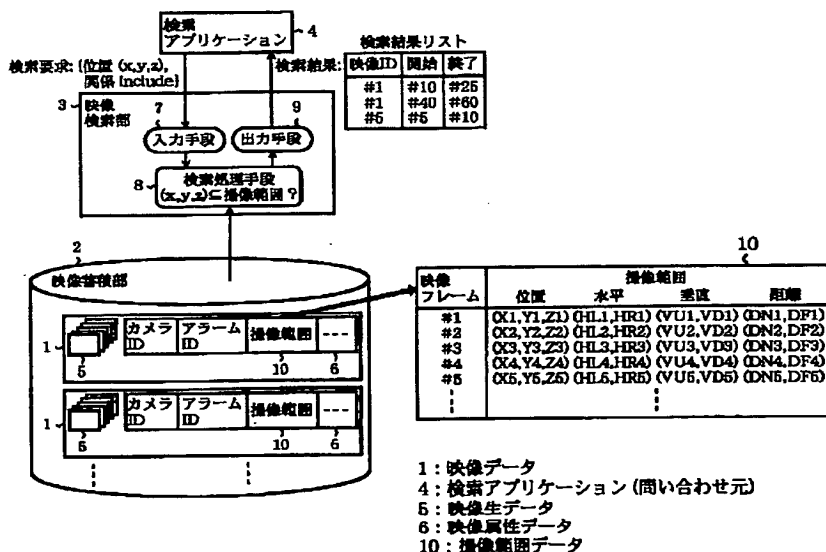 検索
アプリケーション
4
検索要求: {位置 (x,y,z),
関係 Include}
検索結果:
検索結果リスト
映像ID 開始 終了
#1 #10 #25
#1 #40 #60
#5 #5 #10
3 映像
検索部
7 9
入力手段 出力手段
8 検索処理手段
(x,y,z)⊆撮像範囲?
2
映像蓄積部
1 カメラ
ID アラーム
ID 撮像範囲 ---
5 10 6
1 カメラ
ID アラーム
ID 撮像範囲 ---
5 10 6
10
映像
フレーム 撮像範囲
位置 水平 垂直 距離
#1 (X1,Y1,Z1) (HL1,HR1) (VU1,VD1) (DN1,DF1)
#2 (X2,Y2,Z2) (HL2,HR2) (VU2,VD2) (DN2,DF2)
#3 (X3,Y3,Z3) (HL3,HR3) (VU3,VD3) (DN3,DF3)
#4 (X4,Y4,Z4) (HL4,HR4) (VU4,VD4) (DN4,DF4)
#5 (X5,Y5,Z5) (HL5,HR5) (VU5,VD5) (DN5,DF5)
1 : 映像データ
4 : 検索アプリケーション (問い合わせ元)
5 : 映像生データ
6 : 映像属性データ
10 : 撮像範囲データ